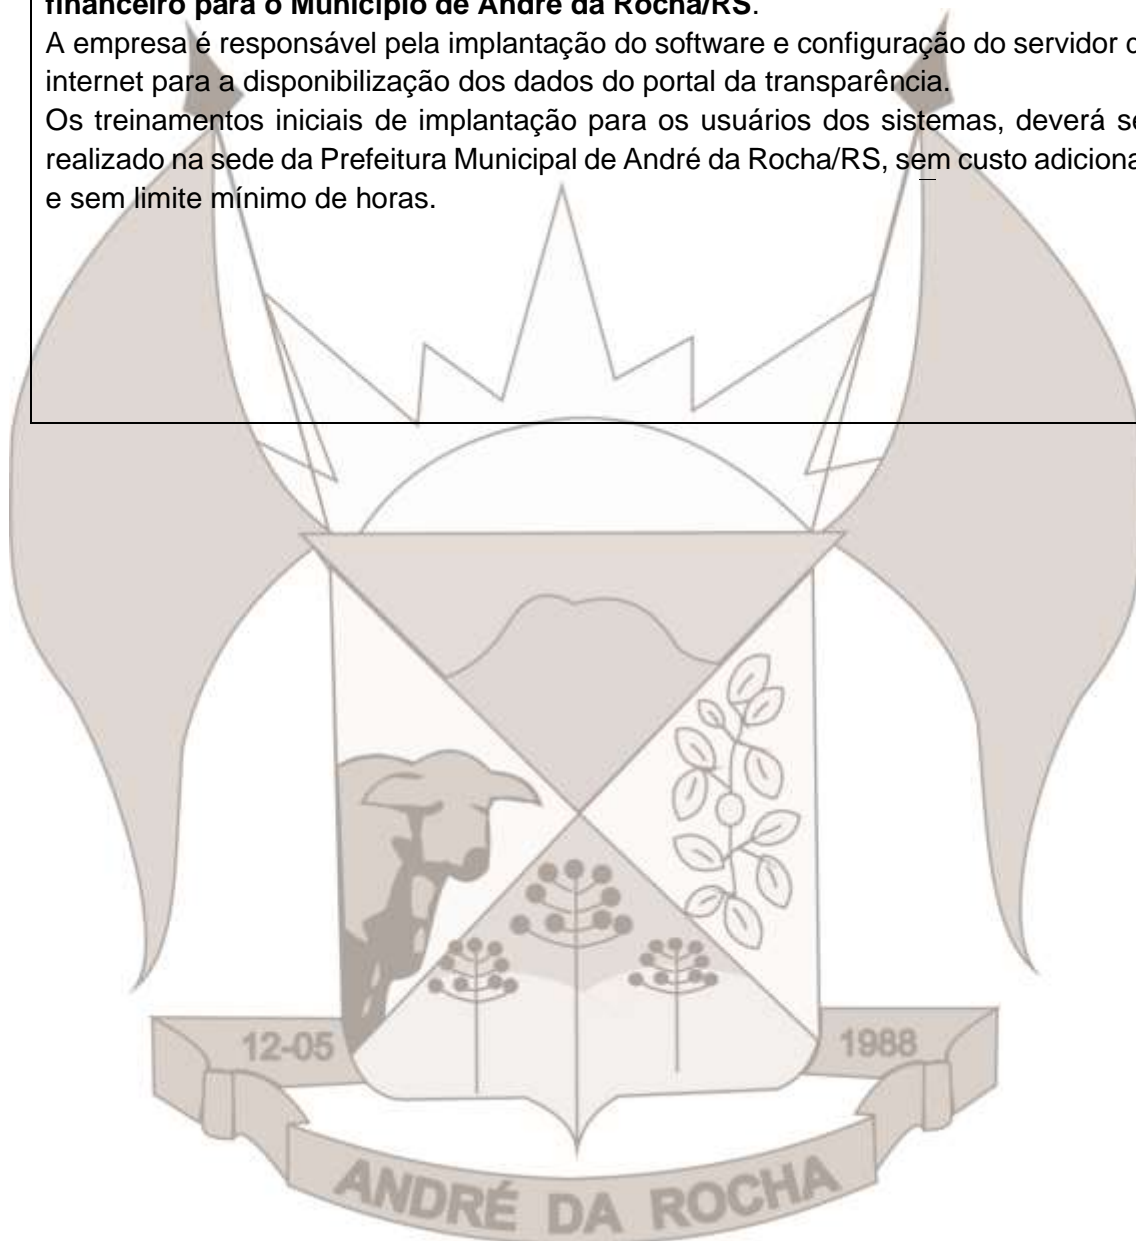 financeiro para o Município de André da Rocha/RS.
A empresa é responsável pela implantação do software e configuração do servidor
internet para a disponibilização dos dados do portal da transparência.
Os treinamentos iniciais de implantação para os usuários dos sistemas, deverá
realizado na sede da Prefeitura Municipal de André da Rocha/RS, sem custo
e sem limite mínimo de horas.
12-05
1988
ANDRÉ DA ROCHA